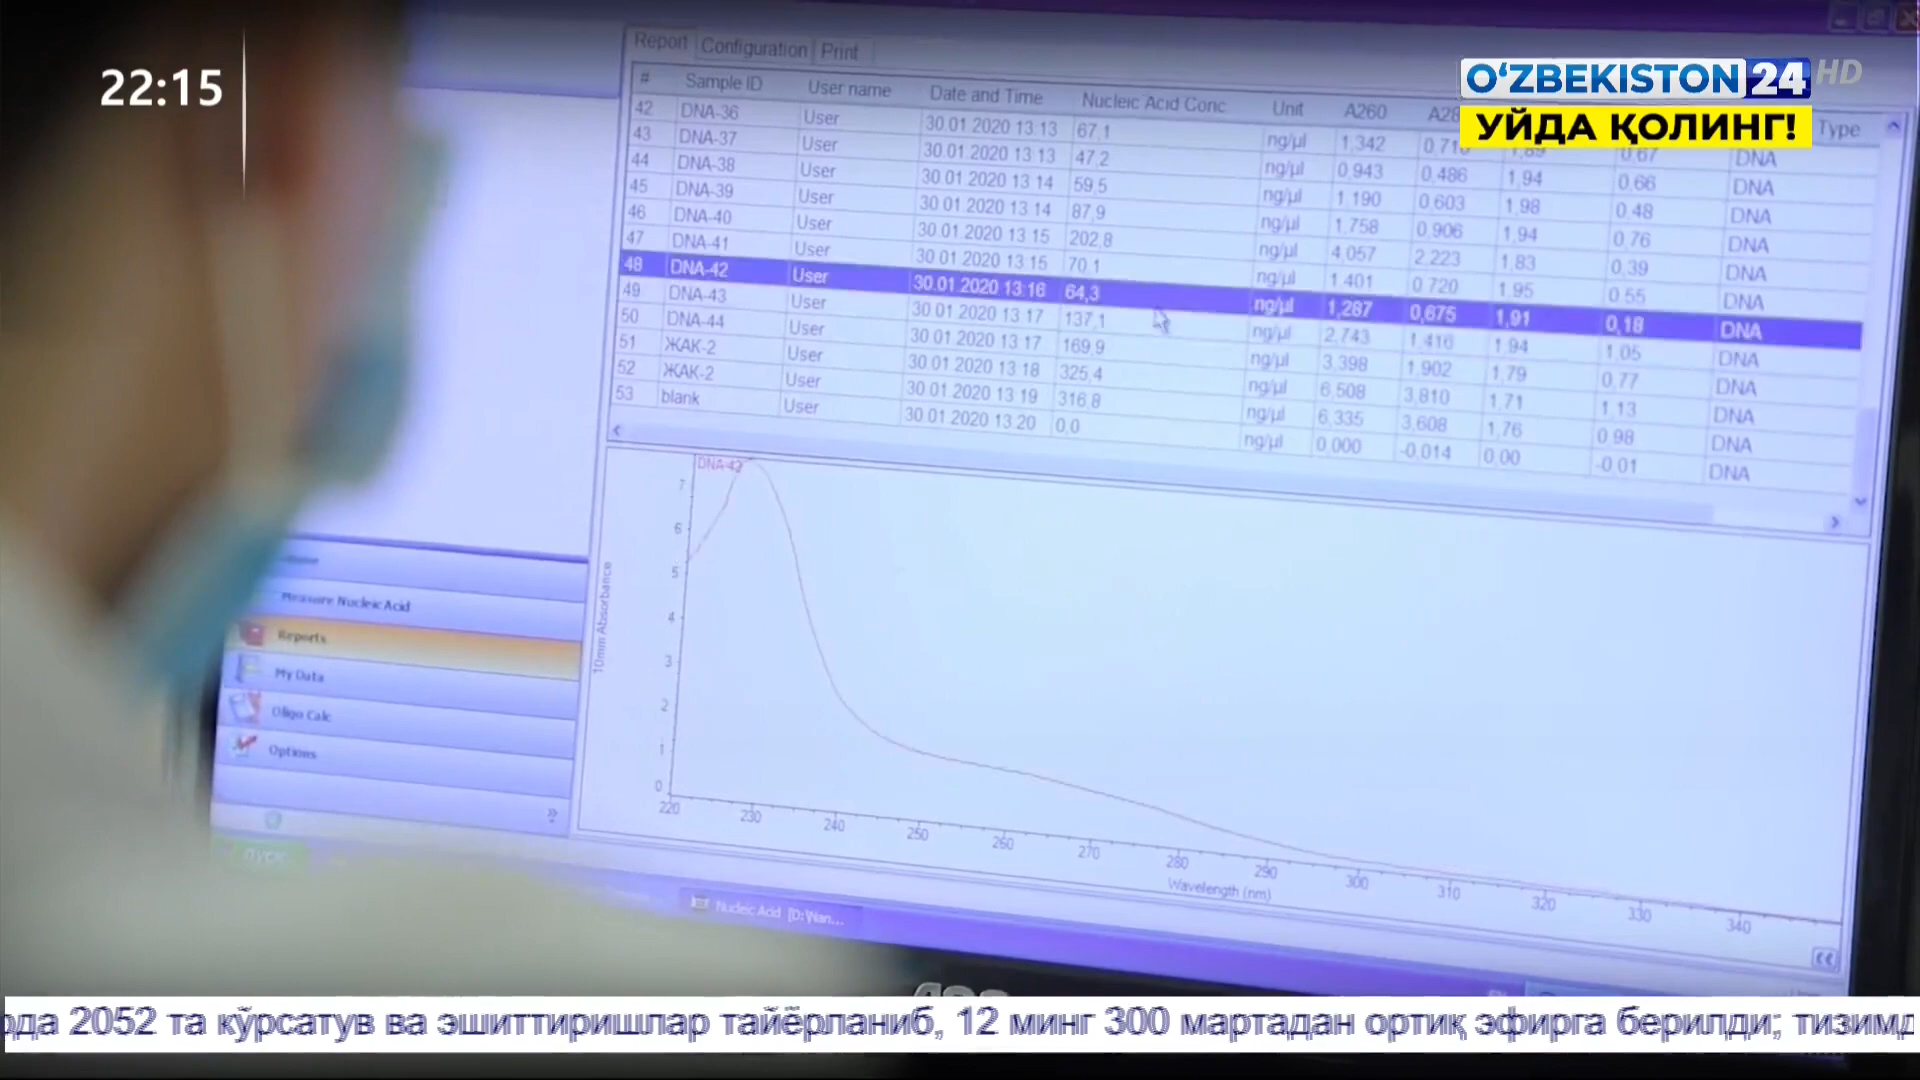 22:15
O‘ZBEKISTON 24 HD
УЙДА ҚОЛИНГ!
Report Configuration Print
# Sample ID User name Date and Time Nucleic Acid Conc Unit A260 A28 Type
42 DNA-36 User 30.01 2020 13 13 67,1 ng/µl 1,342 0,710 1,89 0,67 DNA
43 DNA-37 User 30.01 2020 13 13 47,2 ng/µl 0,943 0,486 1,94 0,66 DNA
44 DNA-38 User 30.01 2020 13 14 59,5 ng/µl 1,190 0,603 1,98 0,48 DNA
45 DNA-39 User 30.01 2020 13 14 87,9 ng/µl 1,758 0,906 1,94 0,76 DNA
46 DNA-40 User 30 01 2020 13 15 202,8 ng/µl 4,057 2,223 1,83 0,39 DNA
47 DNA-41 User 30 01 2020 13 15 70,1 ng/µl 1,401 0,720 1,95 0,55 DNA
48 DNA-42 User 30.01.2020 13:16 64,3 ng/µl 1,287 0,675 1,91 0,18 DNA
49 DNA-43 User 30 01 2020 13 17 137,1 ng/µl 2,743 1,416 1,94 1,05 DNA
50 DNA-44 User 30 01 2020 13 17 169,9 ng/µl 3,398 1,902 1,79 0,77 DNA
51 ЖАК-2 User 30 01 2020 13 18 325,4 ng/µl 6,508 3,810 1,71 1,13 DNA
52 ЖАК-2 User 30 01 2020 13 19 316,8 ng/µl 6,335 3,608 1,76 0,98 DNA
53 blank User 30 01 2020 13 20 0,0 ng/µl 0,000 -0,014 0,00 -0,01 DNA
DNA-42
7
6
5
4
3
2
1
0
10mm Absorbance
220 230 240 250 260 270 280 290 300 310 320 330 340
Wavelength (nm)
Measure Nucleic Acid
Reports
My Data
Oligo Calc
Options
пуск
Nucleic Acid [D:\Nan...
рда 2052 та кўрсатув ва эшиттиришлар тайёрланиб, 12 минг 300 мартадан ортиқ эфирга берилди; тизимд